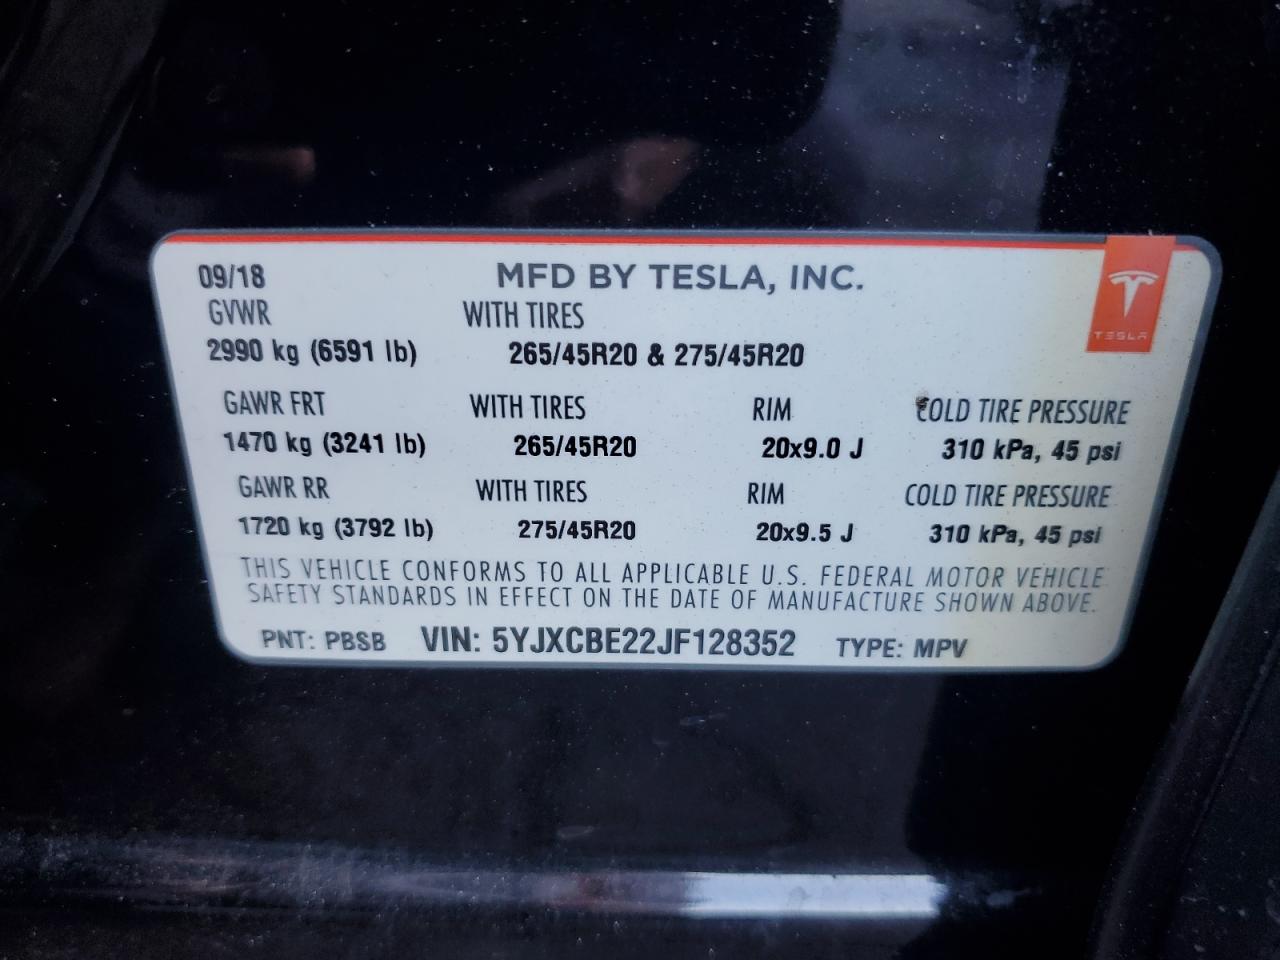 09/18 MFD BY TESLA, INC.
TESLA
GVWR WITH TIRES
2990 kg (6591 lb) 265/45R20 & 275/45R20
GAWR FRT WITH TIRES RIM COLD TIRE PRESSURE
1470 kg (3241 lb) 265/45R20 20x9.0 J 310 kPa, 45 psi
GAWR RR WITH TIRES RIM COLD TIRE PRESSURE
1720 kg (3792 lb) 275/45R20 20x9.5 J 310 kPa, 45 psi
THIS VEHICLE CONFORMS TO ALL APPLICABLE U.S. FEDERAL MOTOR VEHICLE
SAFETY STANDARDS IN EFFECT ON THE DATE OF MANUFACTURE SHOWN ABOVE.
PNT: PBSB VIN: 5YJXCBE22JF128352 TYPE: MPV